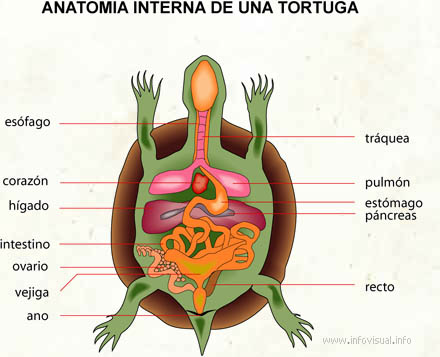 ANATOMIA INTERNA DE UNA TORTUGA
esófago
tráquea
corazón
pulmón
hígado
estómago
páncreas
intestino
ovario
vejiga
recto
ano
www.infovisual.info